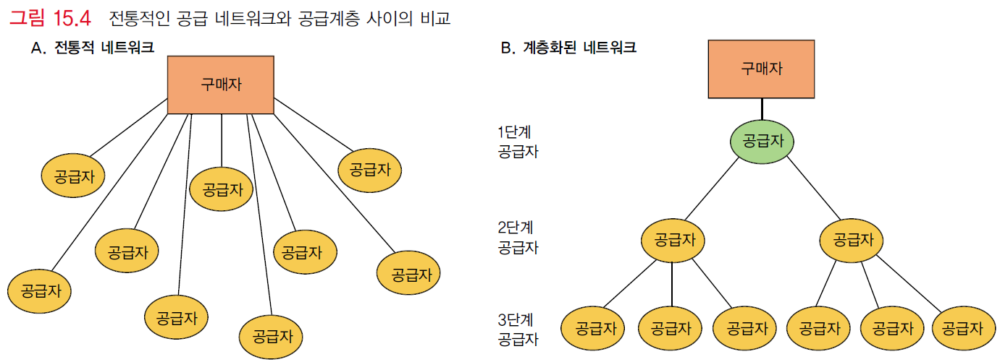 그림 15.4 전통적인 공급 네트워크와 공급계층 사이의 비교
A. 전통적 네트워크
구매자
공급자
공급자
공급자
공급자
공급자
공급자
공급자
공급자
공급자
B. 계층화된 네트워크
구매자
1단계
공급자
공급자
2단계
공급자
공급자
공급자
3단계
공급자
공급자
공급자
공급자
공급자
공급자
공급자